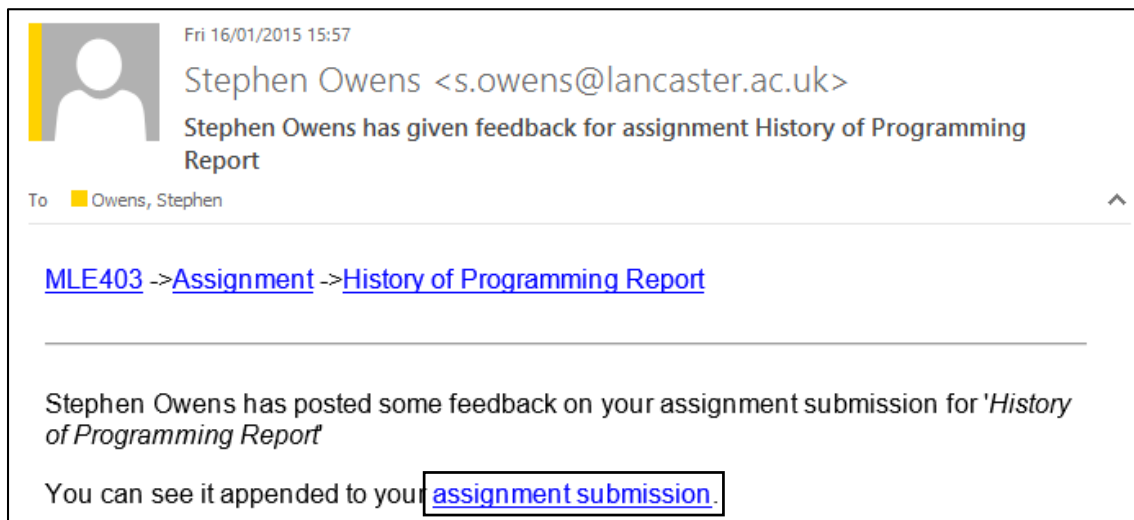 Fri 16/01/2015 15:57
Stephen Owens <s.owens@lancaster.ac.uk>
Stephen Owens has given feedback for assignment History of Programming
Report
To Owens, Stephen
MLE403 ->Assignment ->History of Programming Report
Stephen Owens has posted some feedback on your assignment submission for 'History
of Programming Report'
You can see it appended to your assignment submission.